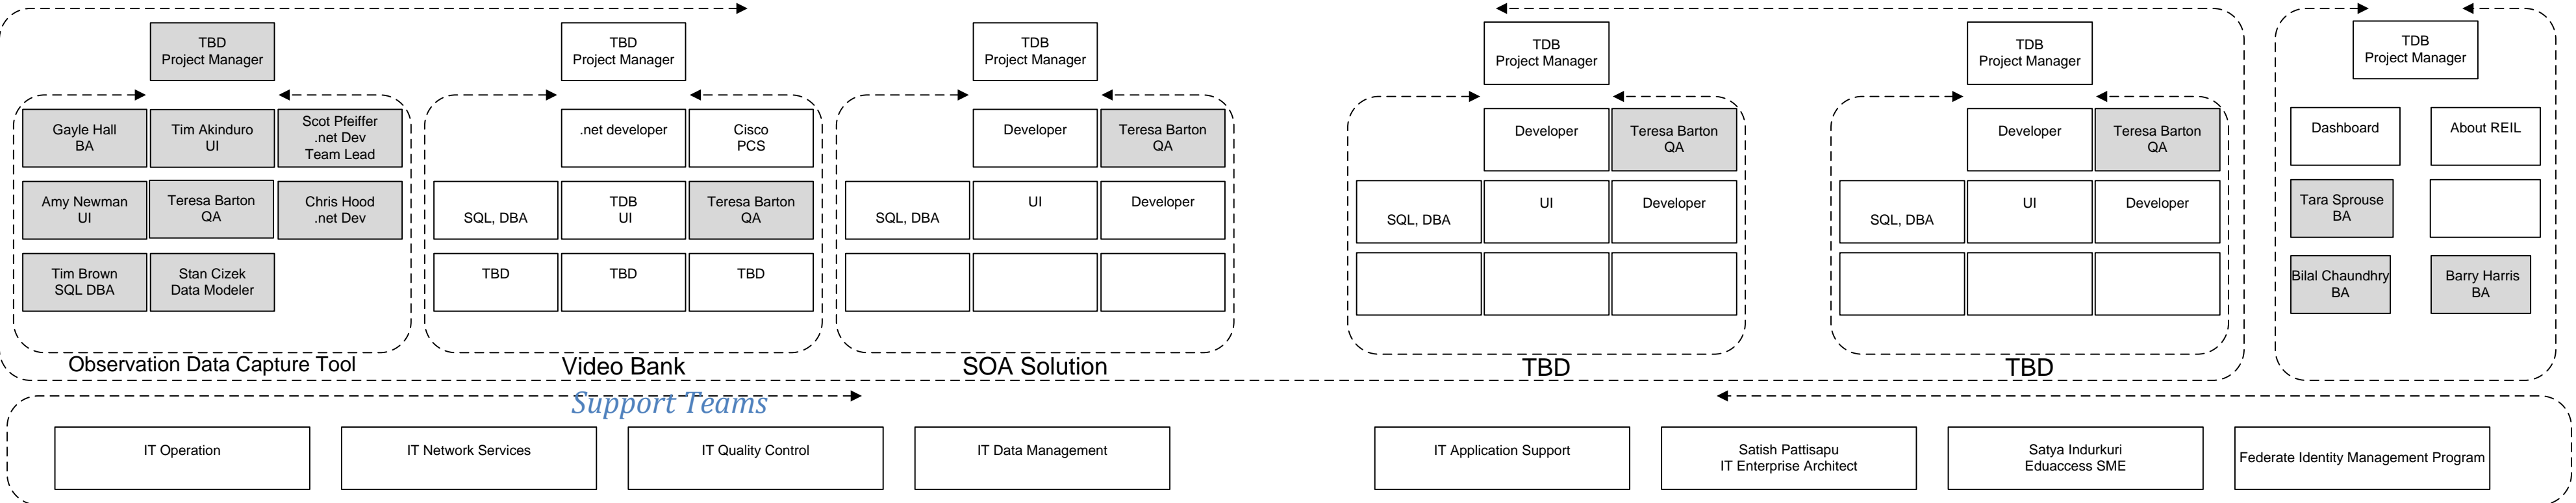 TBD
Project Manager
Gayle Hall
BA
Tim Akinduro
UI
Scot Pfeiffer
.net Dev
Team Lead
Amy Newman
UI
Teresa Barton
QA
Chris Hood
.net Dev
Tim Brown
SQL DBA
Stan Cizek
Data Modeler
Observation Data Capture Tool
TBD
Project Manager
.net developer
Cisco
PCS
SQL, DBA
TDB
UI
Teresa Barton
QA
TBD
TBD
TBD
Video Bank
TDB
Project Manager
Developer
Teresa Barton
QA
SQL, DBA
UI
Developer
SOA Solution
TDB
Project Manager
Developer
Teresa Barton
QA
SQL, DBA
UI
Developer
TBD
TDB
Project Manager
Developer
Teresa Barton
QA
SQL, DBA
UI
Developer
TBD
TDB
Project Manager
Dashboard
About REIL
Tara Sprouse
BA
Bilal Chaundhry
BA
Barry Harris
BA
Support Teams
IT Operation
IT Network Services
IT Quality Control
IT Data Management
IT Application Support
Satish Pattisapu
IT Enterprise Architect
Satya Indurkuri
Eduaccess SME
Federate Identity Management Program